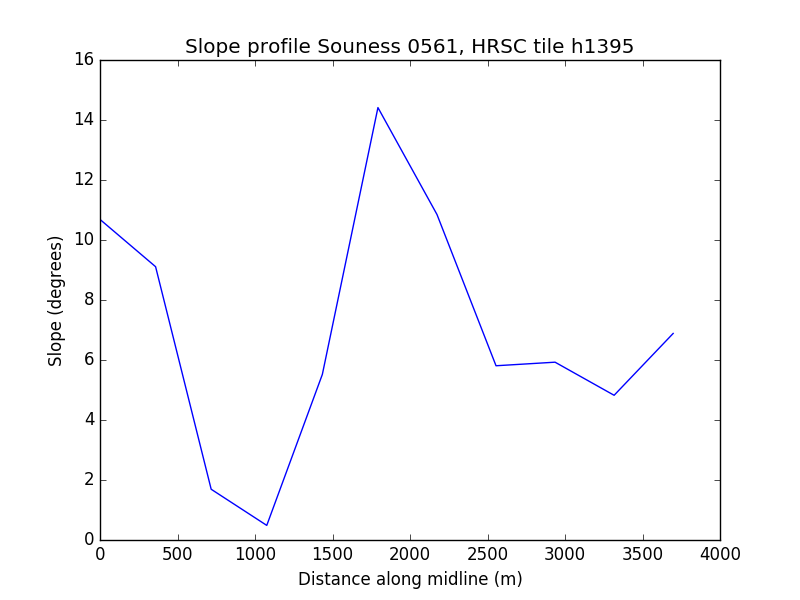 Slope profile Souness 0561, HRSC tile h1395
16
14
12
10
8
6
4
2
0
Slope (degrees)
0 500 1000 1500 2000 2500 3000 3500 4000
Distance along midline (m)